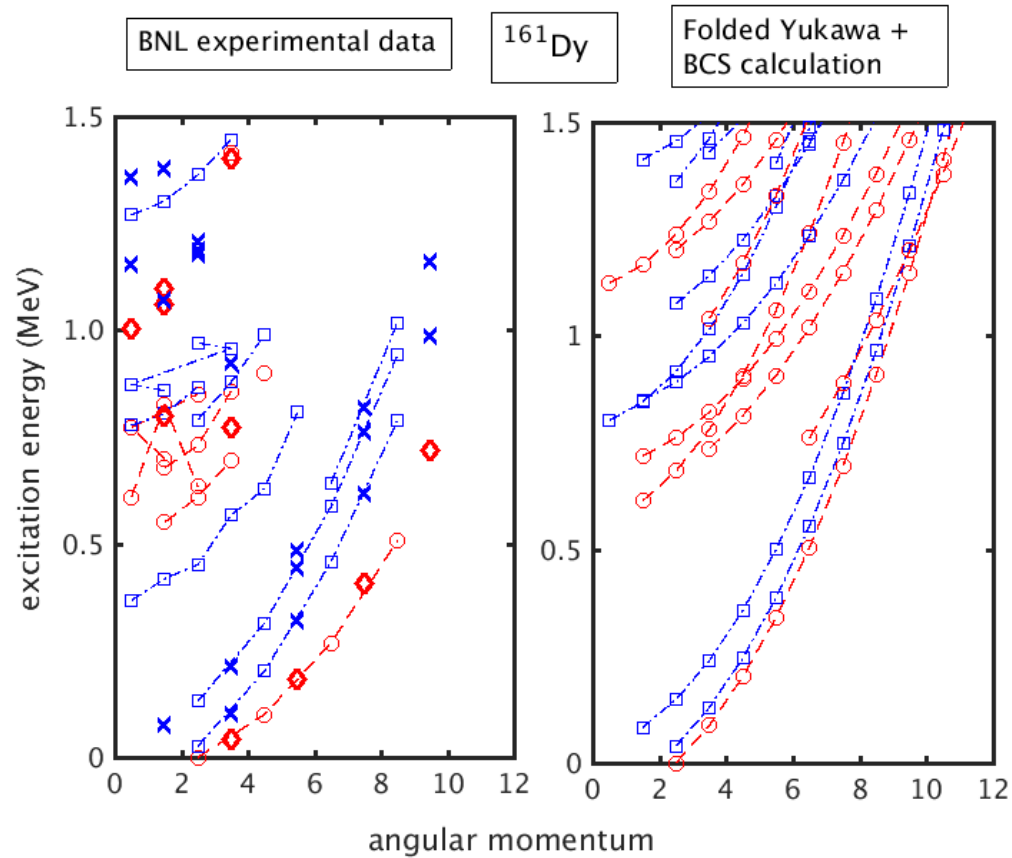 BNL experimental data
161Dy
Folded Yukawa +
BCS calculation
excitation energy (MeV)
1.5
1.0
0.5
0
0 2 4 6 8 10 12
1.5
1
0.5
0
0 2 4 6 8 10 12
angular momentum